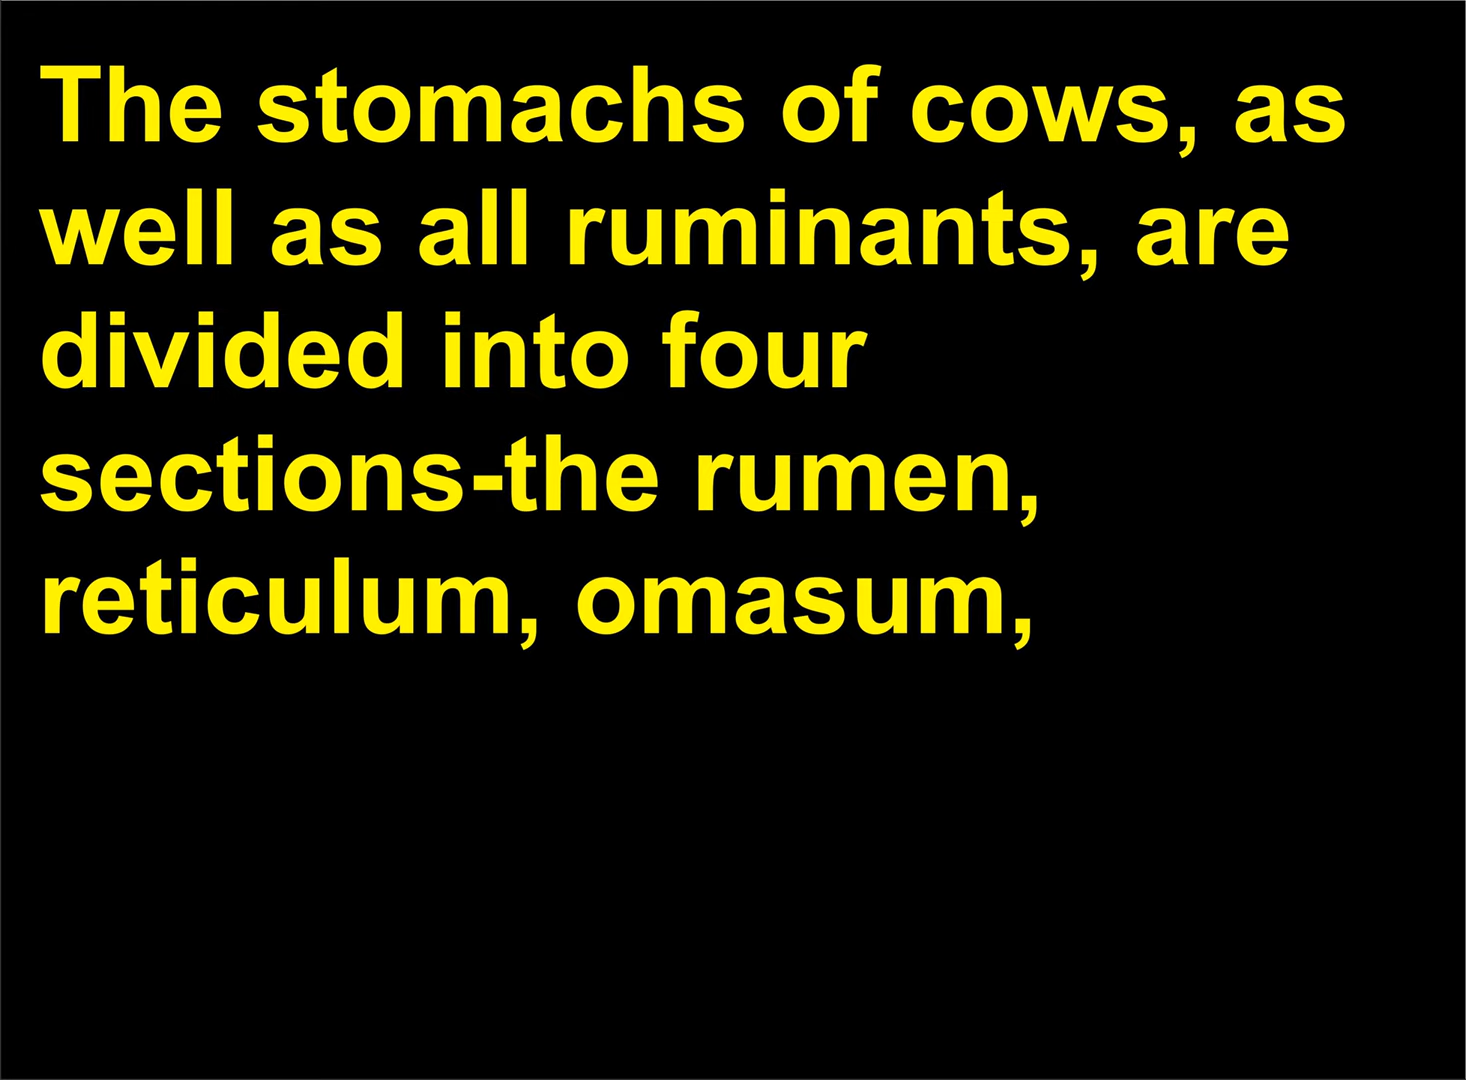 The stomachs of cows, as
well as all ruminants, are
divided into four
sections-the rumen,
reticulum, omasum,